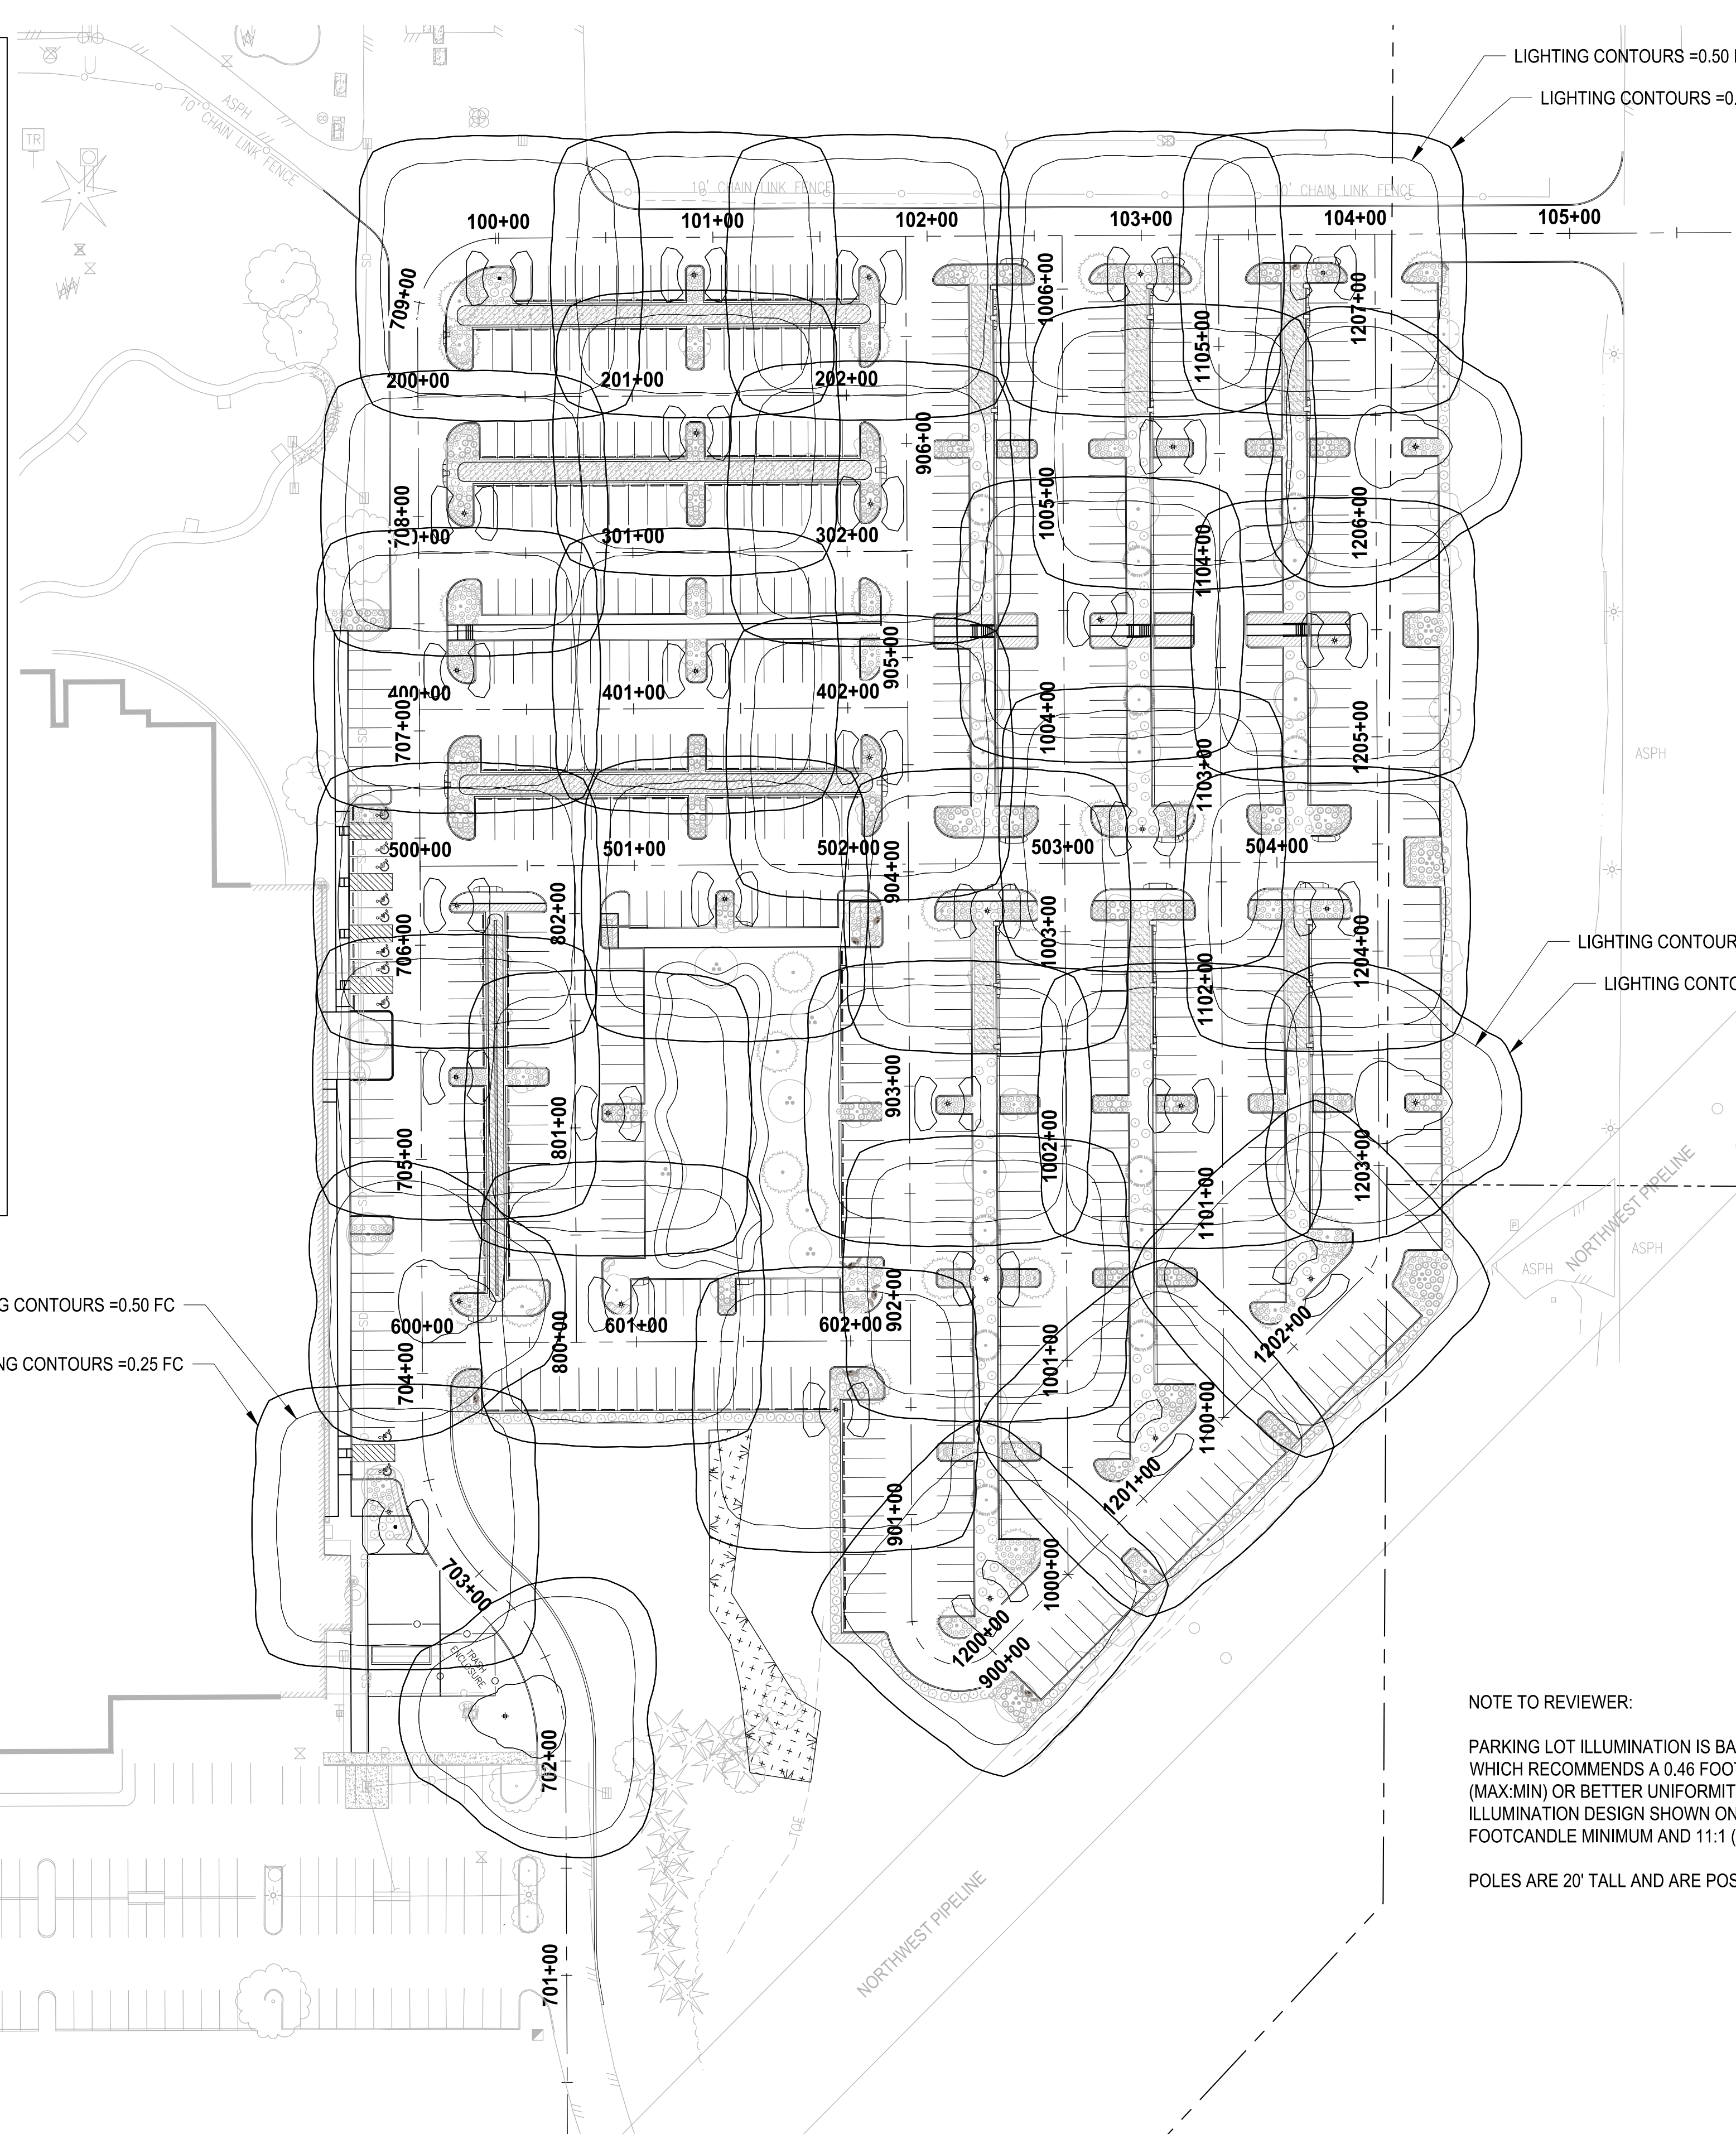 LIGHTING CONTOURS =0.50
LIGHTING CONTOURS =0.
TR
ASPH
10' CHAIN LINK FENCE
CO
SD
10' CHAIN LINK FENCE
10' CHAIN LINK FENCE
100+00
101+00
102+00
103+00
104+00
105+00
709+00
SD
1006+00
1207+00
1105+00
200+00
201+00
202+00
906+00
1005+00
1206+00
708+00
301+00
302+00
1104+00
905+00
400+00
401+00
402+00
707+00
1004+00
1205+00
SD
1103+00
ASPH
500+00
501+00
502+00
503+00
504+00
904+00
802+00
706+00
1003+00
1204+00
LIGHTING CONTOUR
1102+00
LIGHTING CONTO
903+00
801+00
705+00
1002+00
1203+00
1101+00
NORTHWEST PIPELINE
P
ASPH
ASPH
G CONTOURS =0.50 FC
600+00
601+00
602+00
902+00
SD
1202+00
NG CONTOURS =0.25 FC
704+00
800+00
1001+00
1100+00
1201+00
901+00
703+00
1000+00
1200+00
900+00
TRASH
ENCLOSURE
702+00
NOTE TO REVIEWER:
PARKING LOT ILLUMINATION IS BA
WHICH RECOMMENDS A 0.46 FOOT
(MAX:MIN) OR BETTER UNIFORMIT
ILLUMINATION DESIGN SHOWN ON
FOOTCANDLE MINIMUM AND 11:1 (
POLES ARE 20' TALL AND ARE POS
TOE
NORTHWEST PIPELINE
701+00